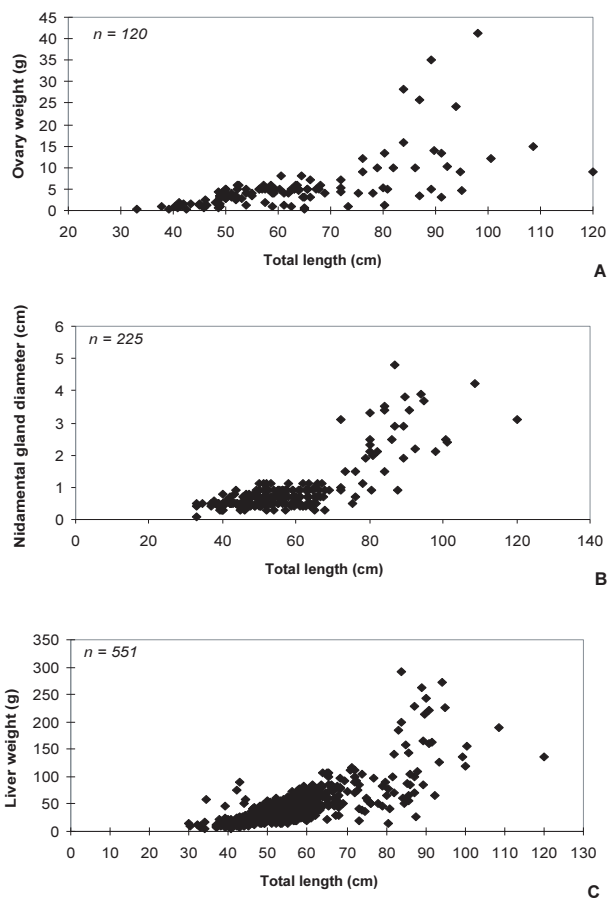 n = 120
Ovary weight (g)
45
40
35
30
25
20
15
10
5
0
20 30 40 50 60 70 80 90 100 110 120
Total length (cm)
A
n = 225
Nidamental gland diameter (cm)
6
5
4
3
2
1
0
0 20 40 60 80 100 120 140
Total length (cm)
B
n = 551
Liver weight (g)
350
300
250
200
150
100
50
0
0 10 30 40 50 60 70 80 90 100 110 120 130
Total length (cm)
C